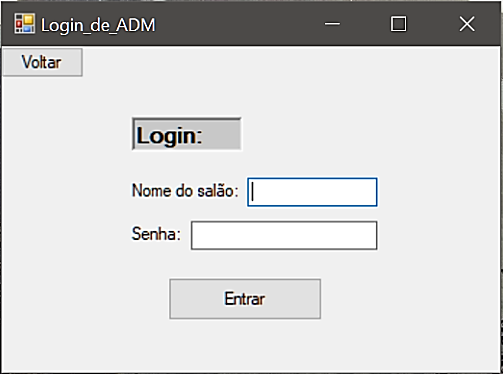 Login_de_ADM
Voltar
Login:
Nome do salão:
Senha:
Entrar